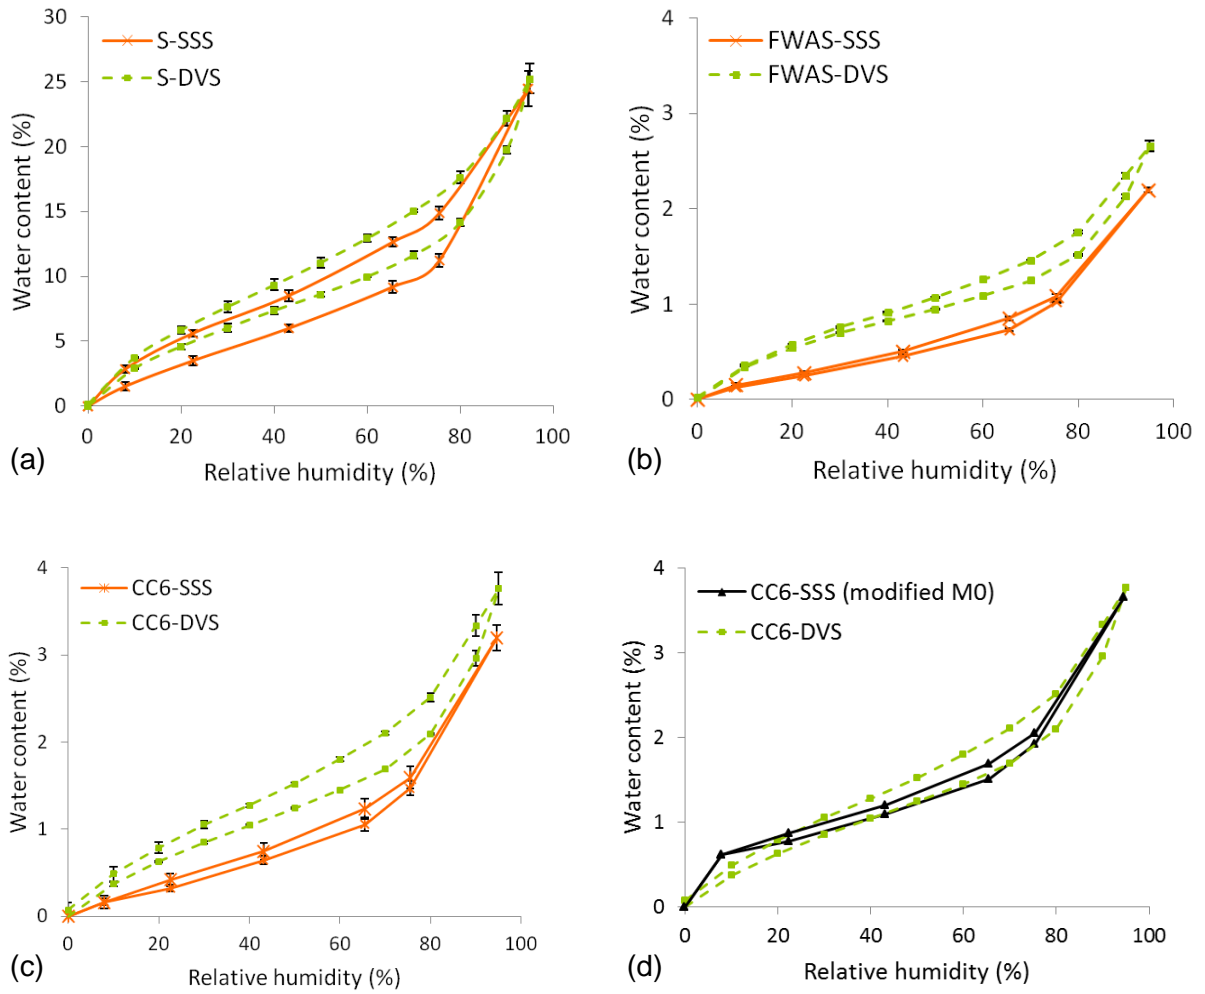 S-SSS
S-DVS
Water content (%)
30
25
20
15
10
5
0
0 20 40 60 80 100
Relative humidity (%)
(a)
FWAS-SSS
FWAS-DVS
Water content (%)
4
3
2
1
0
0 20 40 60 80 100
Relative humidity (%)
(b)
CC6-SSS
CC6-DVS
Water content (%)
4
3
2
1
0
0 20 40 60 80 100
Relative humidity (%)
(c)
CC6-SSS (modified M0)
CC6-DVS
Water content (%)
4
3
2
1
0
0 20 40 60 80 100
Relative humidity (%)
(d)